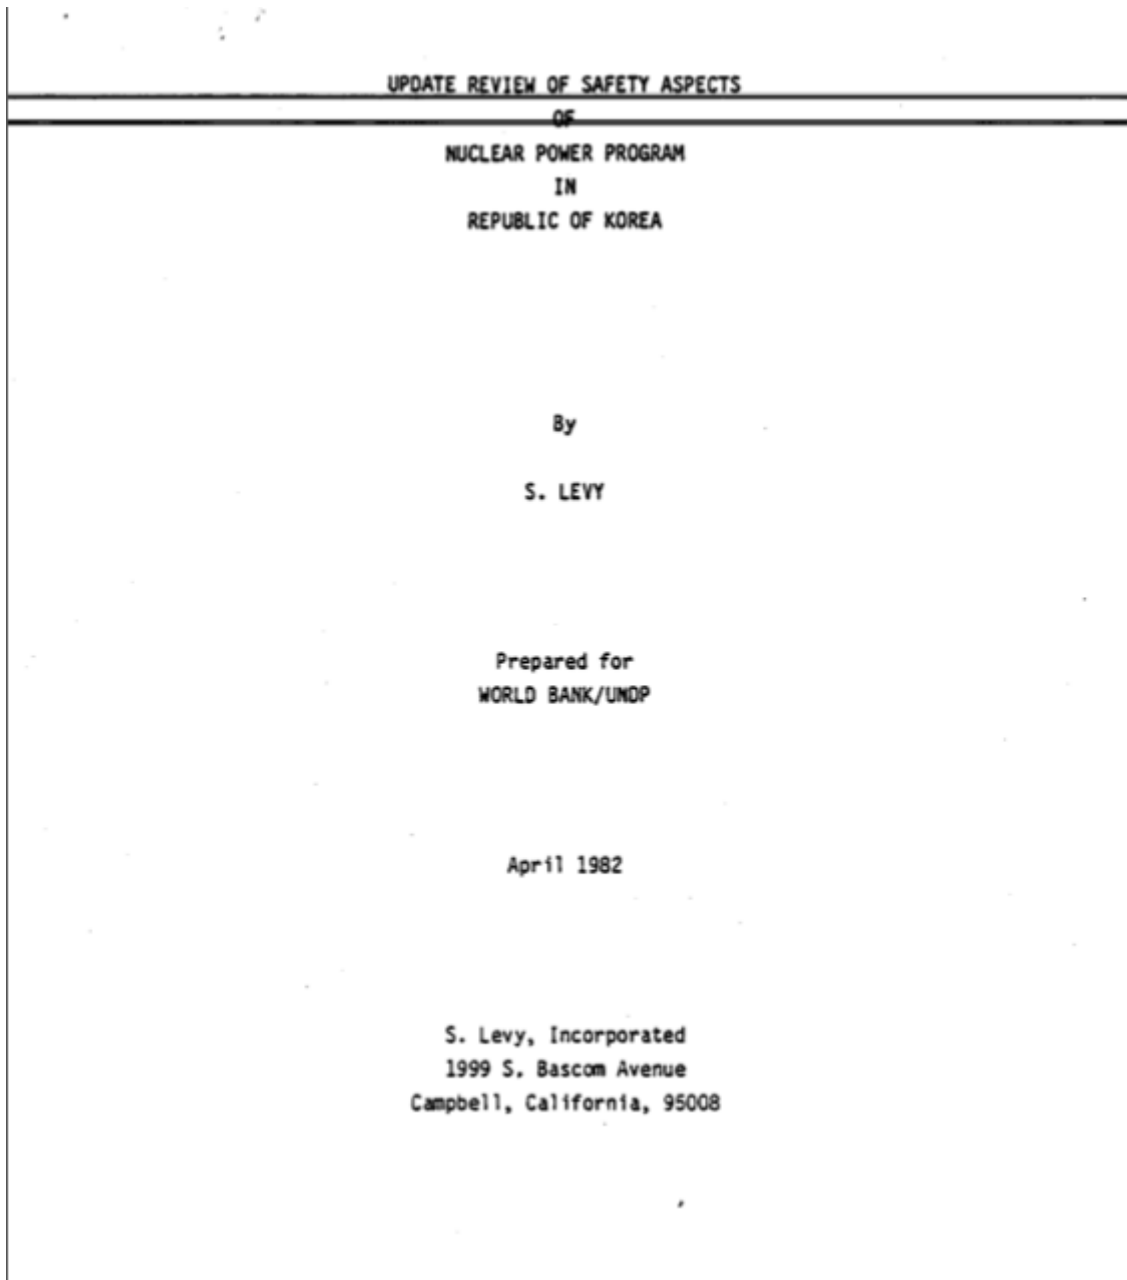 UPDATE REVIEW OF SAFETY ASPECTS
OF
NUCLEAR POWER PROGRAM
IN
REPUBLIC OF KOREA
By
S. LEVY
Prepared for
WORLD BANK/UNDP
April 1982
S. Levy, Incorporated
1999 S. Bascom Avenue
Campbell, California, 95008